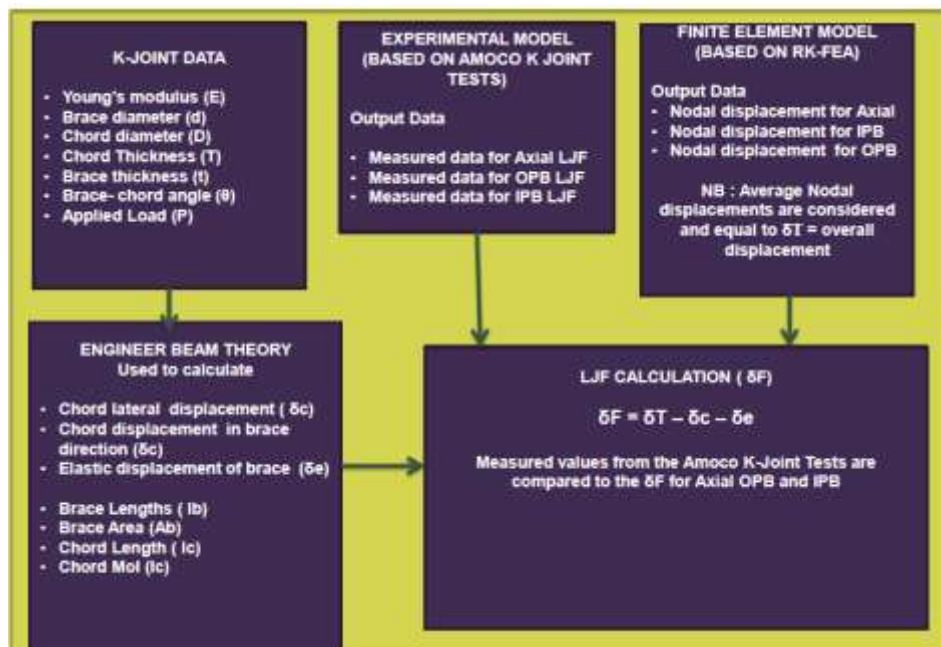 K-JOINT DATA
- Young's modulus (E)
- Brace diameter (d)
- Chord diameter (D)
- Chord Thickness (T)
- Brace thickness (t)
- Brace- chord angle (θ)
- Applied Load (P)
EXPERIMENTAL MODEL
(BASED ON AMOCO K JOINT
TESTS)
Output Data
- Measured data for Axial LJF
- Measured data for OPB LJF
- Measured data for IPB LJF
FINITE ELEMENT MODEL
(BASED ON RK-FEA)
Output Data
- Nodal displacement for Axial
- Nodal displacement for IPB
- Nodal displacement for OPB
NB : Average Nodal
displacements are considered
and equal to δT = overall
displacement
ENGINEER BEAM THEORY
Used to calculate
- Chord lateral displacement ( δc)
- Chord displacement in brace
direction (δc)
- Elastic displacement of brace (δe)
- Brace Lengths ( lb)
- Brace Area (Ab)
- Chord Length ( lc)
- Chord MoI (Ic)
LJF CALCULATION ( δF)
δF = δT – δc – δe
Measured values from the Amoco K-Joint Tests are
compared to the δF for Axial OPB and IPB